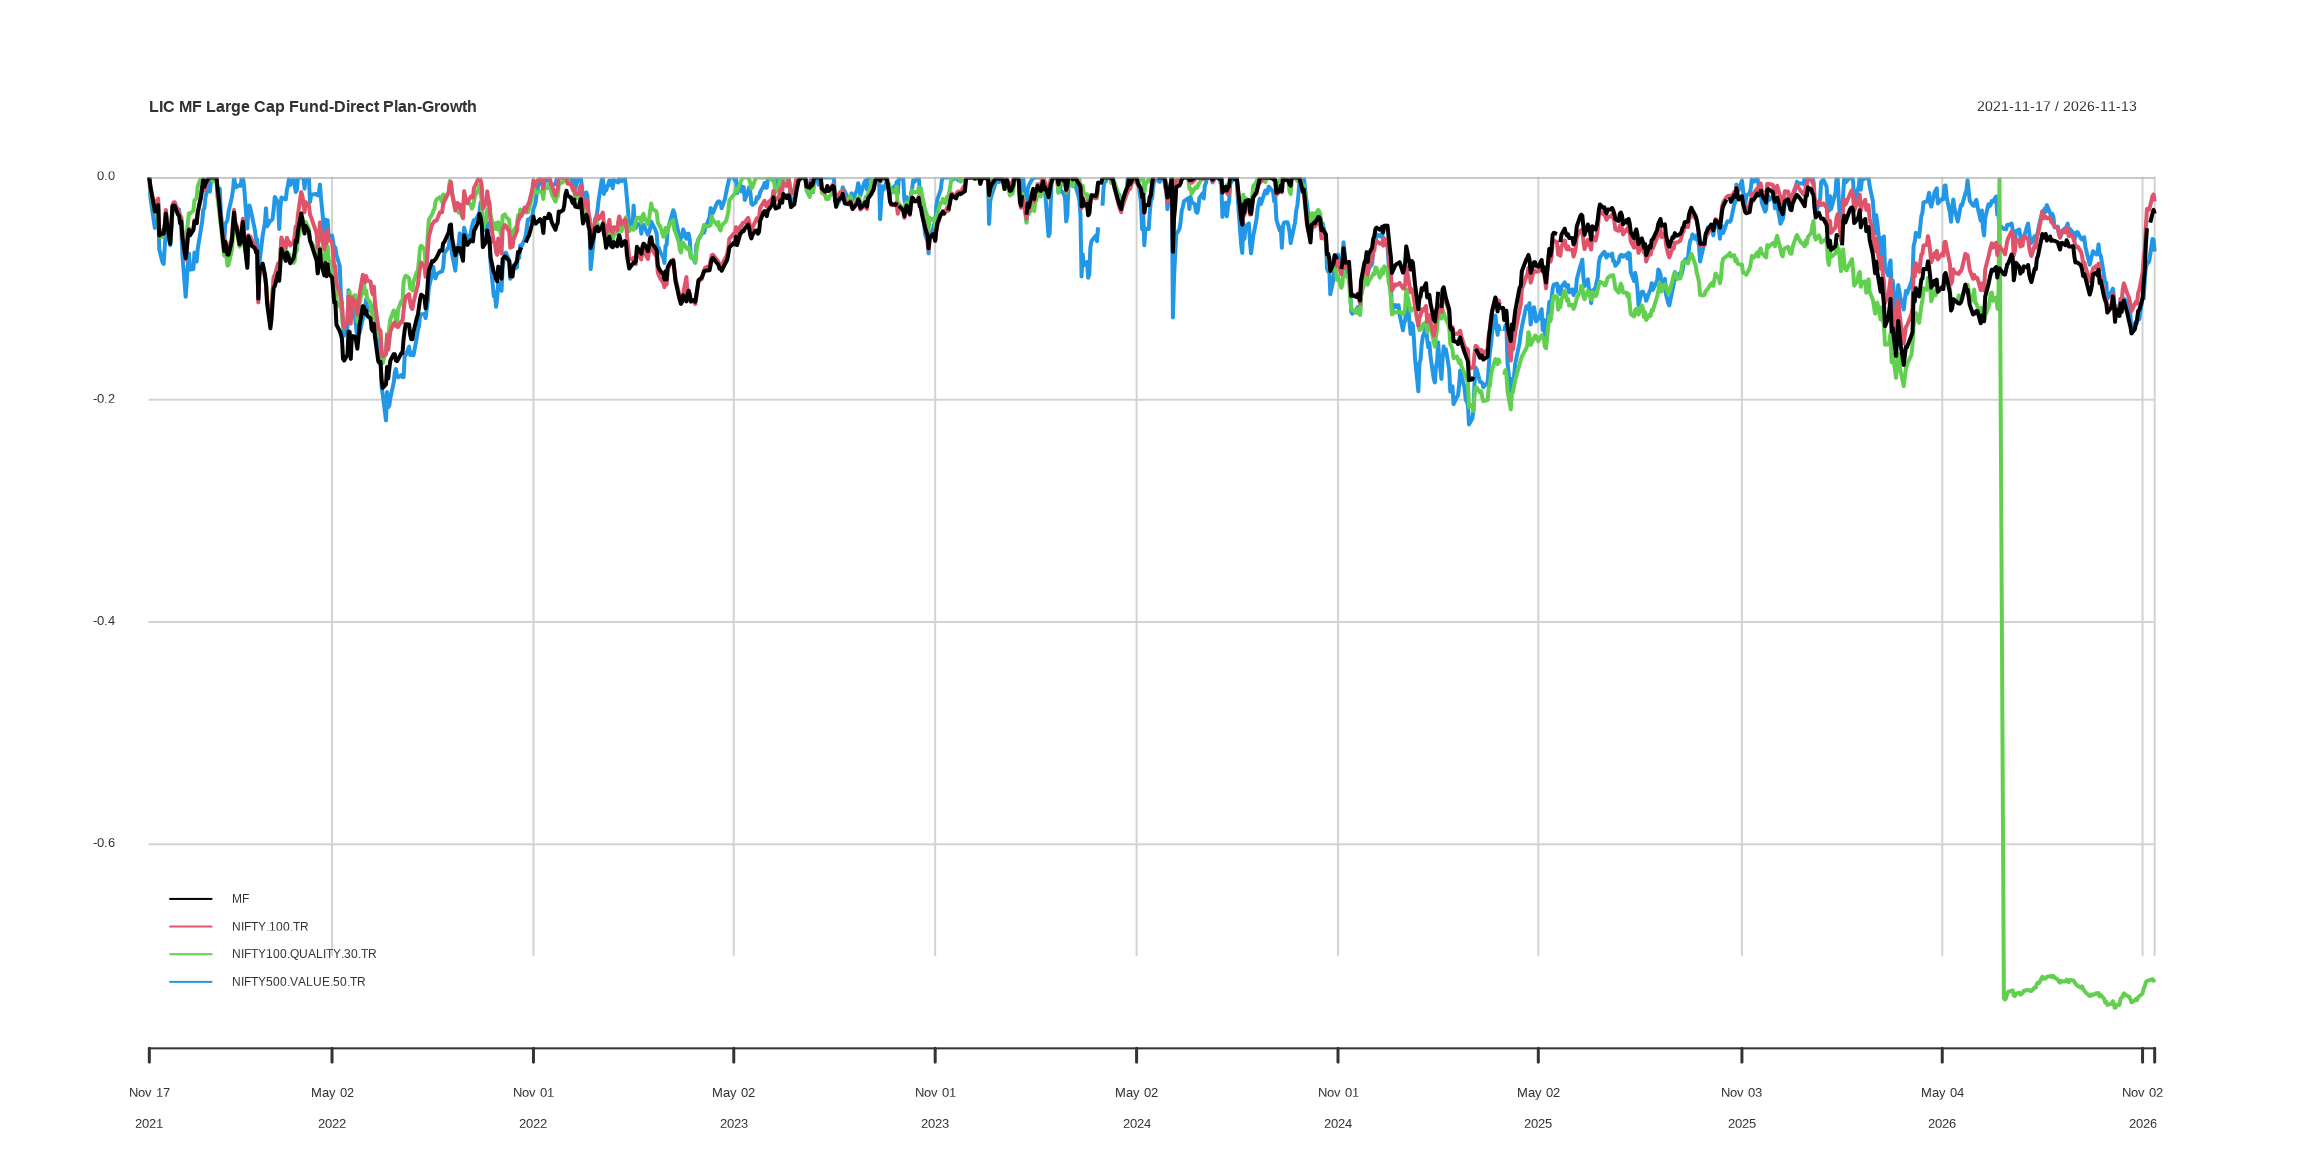 LIC MF Large Cap Fund-Direct Plan-Growth
2021-11-17 / 2026-11-13
0.0
-0.2
-0.4
-0.6
MF
NIFTY.100.TR
NIFTY100.QUALITY.30.TR
NIFTY500.VALUE.50.TR
Nov 17 May 02 Nov 01 May 02 Nov 01 May 02 Nov 01 May 02 Nov 03 May 04 Nov 02
2021 2022 2022 2023 2023 2024 2024 2025 2025 2026 2026